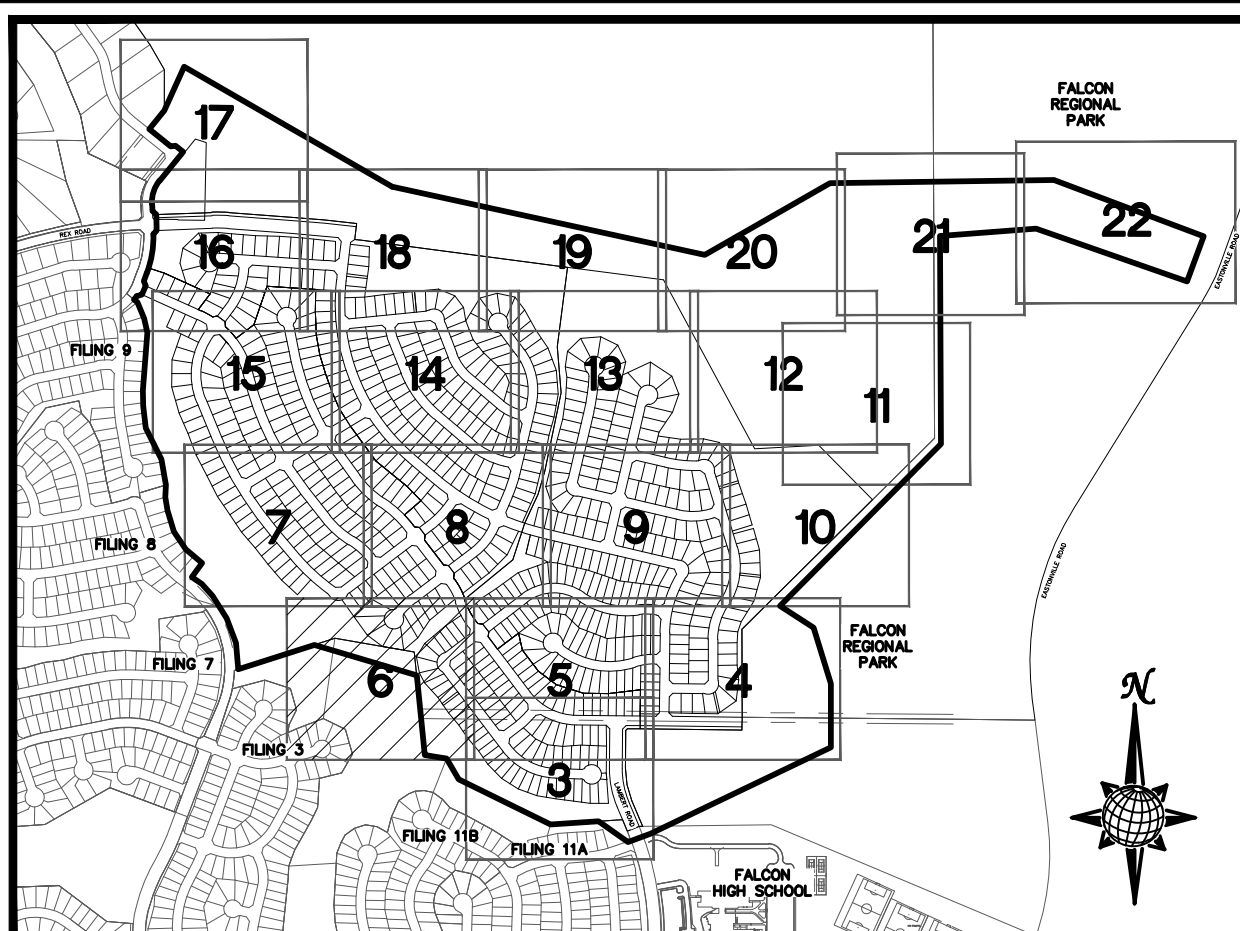 FALCON
REGIONAL
PARK
17
22
21
REX ROAD
16
18
19
20
EASTONVILLE ROAD
FILING 9
15
14
13
12
11
7
8
9
10
FILING 8
EASTONVILLE ROAD
FALCON
REGIONAL
PARK
FILING 7
6
5
4
N
FILING 3
3
LAMBERT ROAD
FILING 11B
FILING 11A
FALCON
HIGH SCHOOL